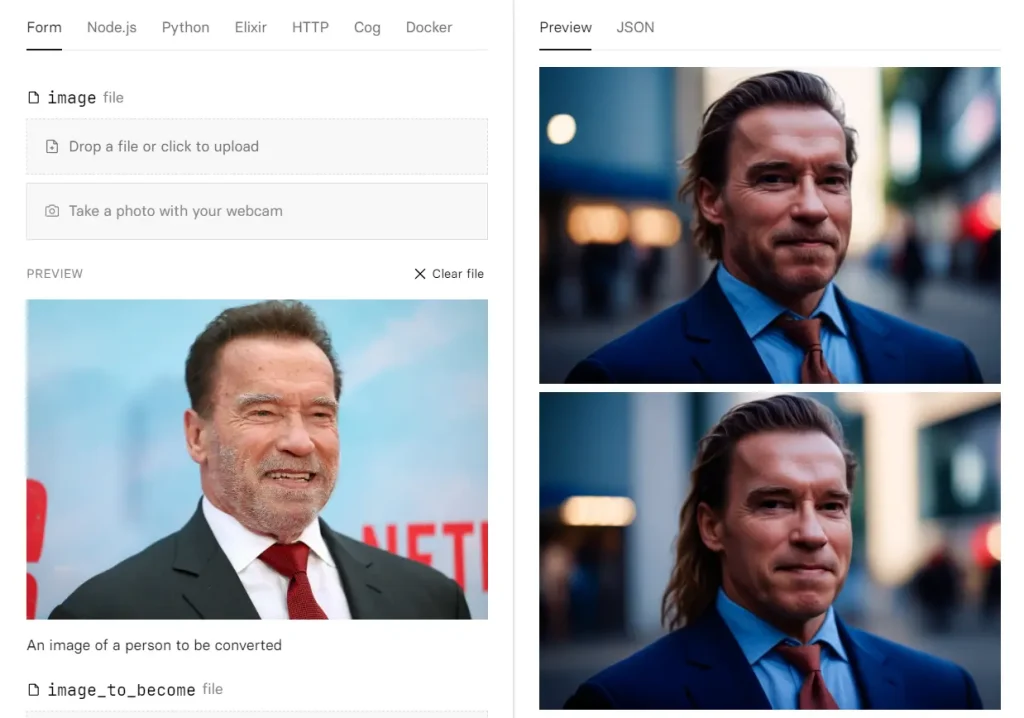 Form Node.js Python Elixir HTTP Cog Docker
image file
Drop a file or click to upload
Take a photo with your webcam
PREVIEW Clear file
NETF
An image of a person to be converted
image_to_become file
Preview JSON